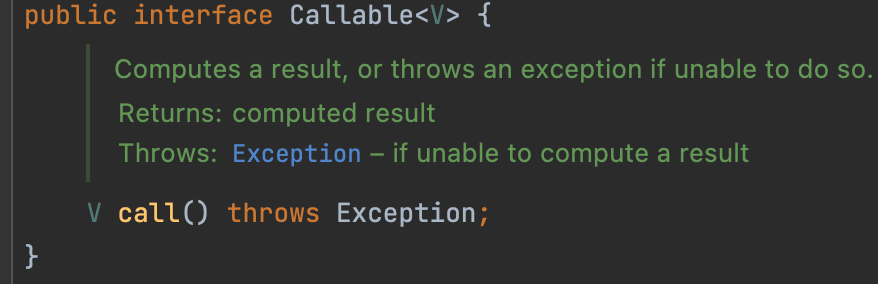 public interface Callable<V> {
Computes a result, or throws an exception if unable to do so.
Returns: computed result
Throws: Exception – if unable to compute a result
V call() throws Exception;
}